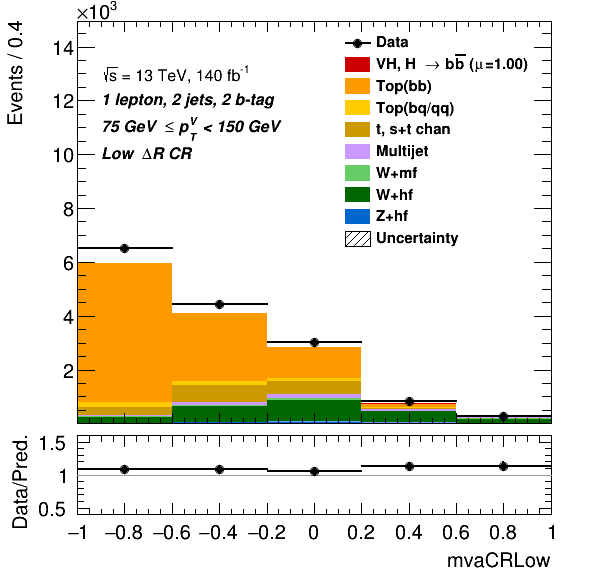 ×10³
Events / 0.4
14
12
10
8
6
4
2
√s = 13 TeV, 140 fb⁻¹
1 lepton, 2 jets, 2 b-tag
75 GeV ≤ p_T^V < 150 GeV
Low ΔR CR
Data
VH, H → bb̅ (μ=1.00)
Top(bb)
Top(bq/qq)
t, s+t chan
Multijet
W+mf
W+hf
Z+hf
Uncertainty
Data/Pred.
1.5
1
0.5
−1 −0.8 −0.6 −0.4 −0.2 0 0.2 0.4 0.6 0.8 1
mvaCRLow